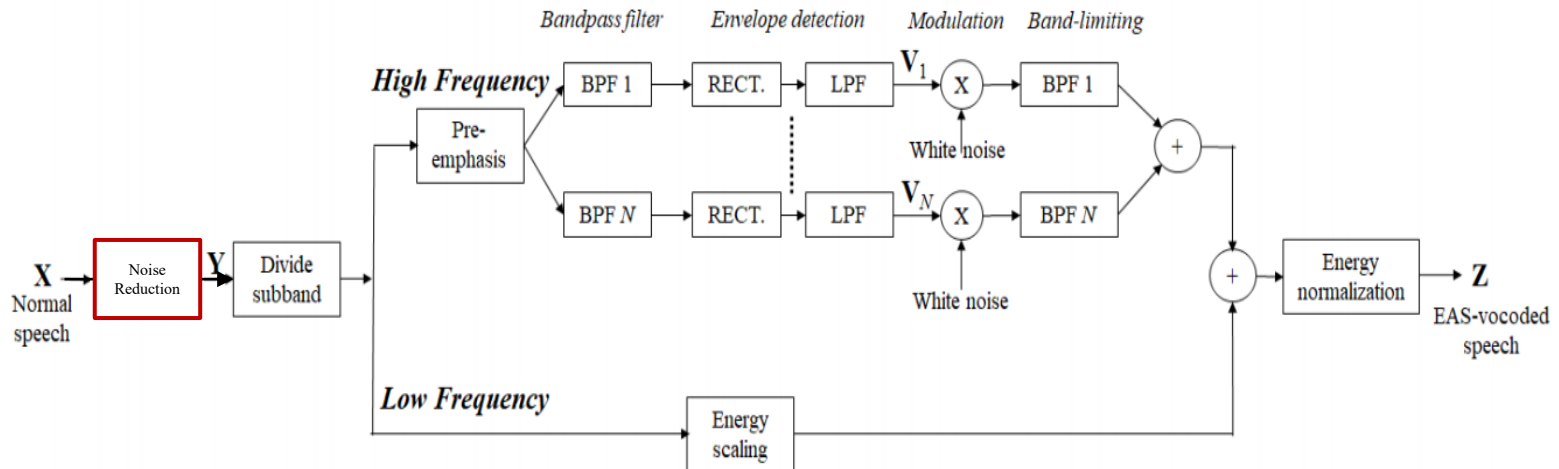 Bandpass filter
Envelope detection
Modulation
Band-limiting
High Frequency
BPF 1
RECT.
LPF
V1
X
BPF 1
Pre-
emphasis
White noise
+
BPF N
RECT.
LPF
VN
X
BPF N
White noise
X
Normal
speech
Noise
Reduction
Y
Divide
subband
+
Energy
normalization
Z
EAS-vocoded
speech
Low Frequency
Energy
scaling